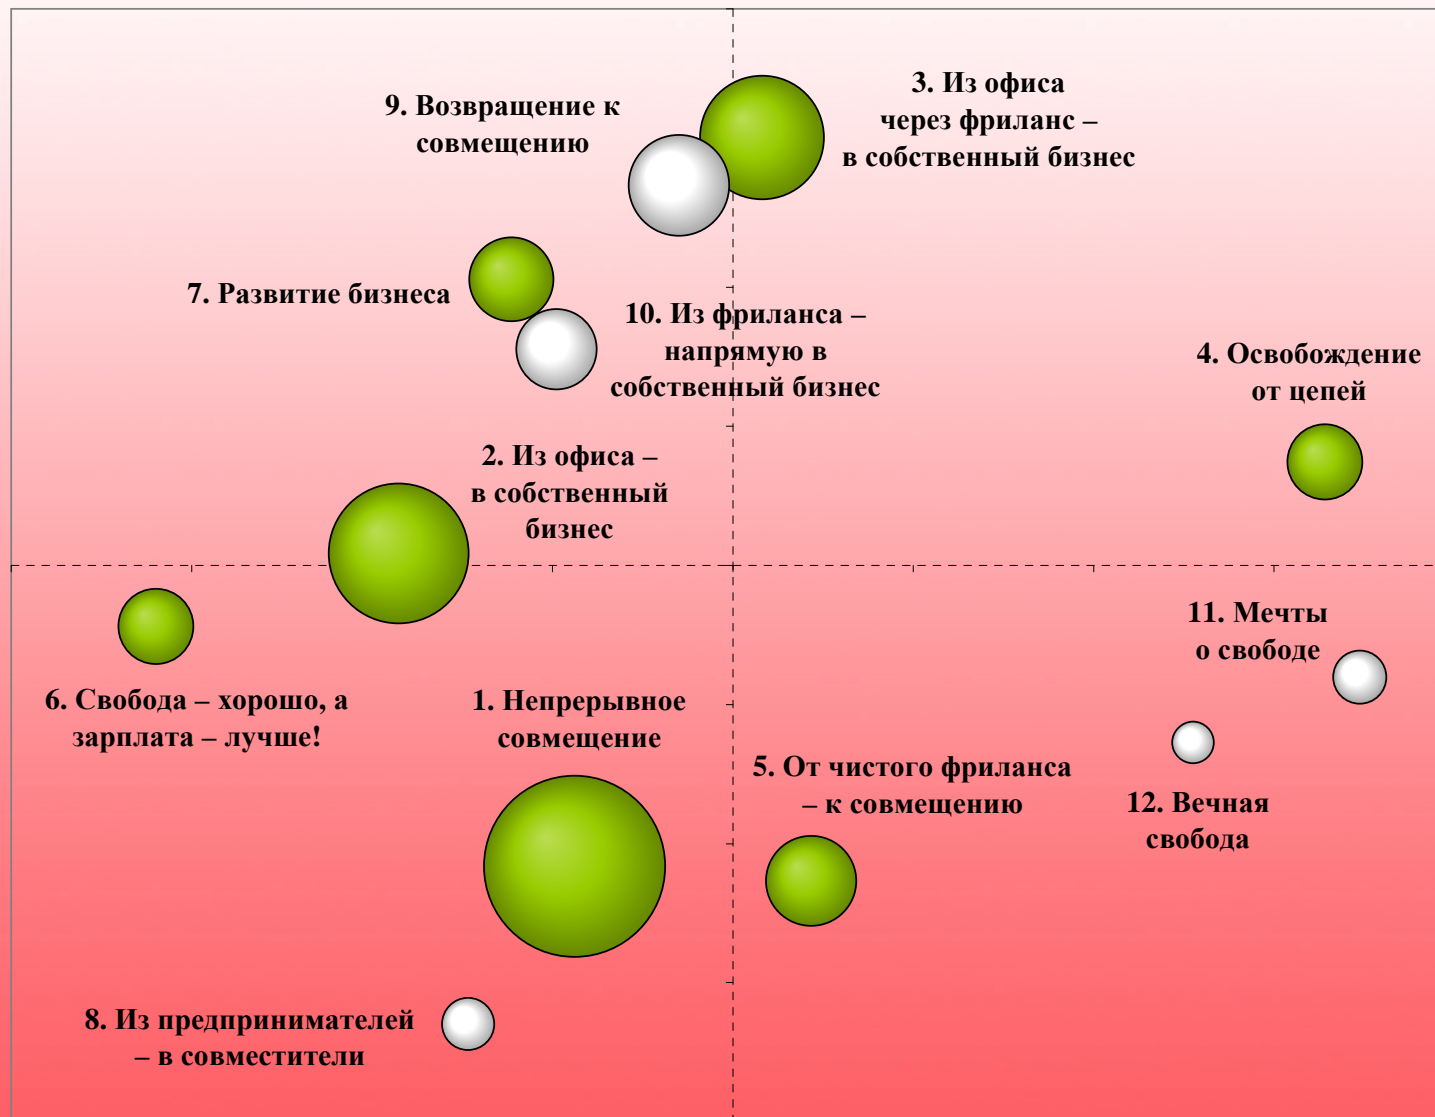 3. Из офиса
через фриланс –
в собственный бизнес
9. Возвращение к
совмещению
7. Развитие бизнеса
10. Из фриланса –
напрямую в
собственный бизнес
4. Освобождение
от цепей
2. Из офиса –
в собственный
бизнес
11. Мечты
о свободе
6. Свобода – хорошо, а
зарплата – лучше!
1. Непрерывное
совмещение
5. От чистого фриланса
– к совмещению
12. Вечная
свобода
8. Из предпринимателей
– в совместители